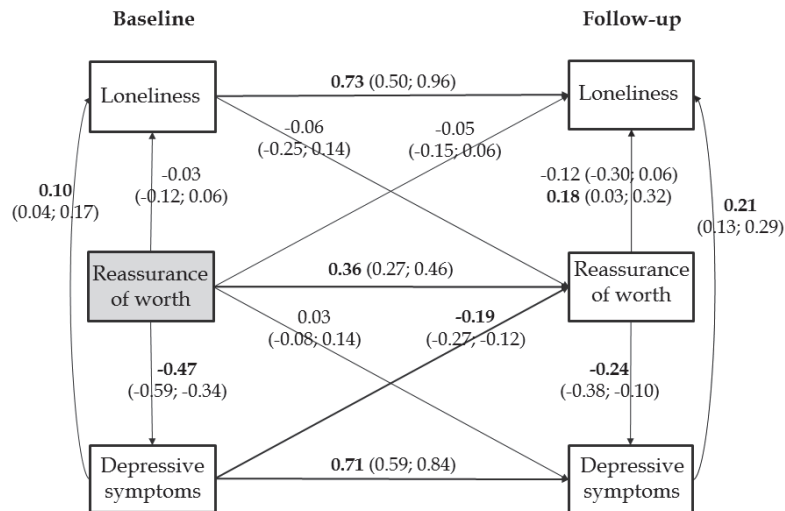 Baseline
Follow-up
Loneliness
0.73 (0.50; 0.96)
Loneliness
-0.06
(-0.25; 0.14)
-0.05
(-0.15; 0.06)
0.10
(0.04; 0.17)
-0.03
(-0.12; 0.06)
-0.12 (-0.30; 0.06)
0.18 (0.03; 0.32)
0.21
(0.13; 0.29)
Reassurance
of worth
0.36 (0.27; 0.46)
Reassurance
of worth
0.03
(-0.08; 0.14)
-0.19
(-0.27; -0.12)
-0.47
(-0.59; -0.34)
-0.24
(-0.38; -0.10)
Depressive
symptoms
0.71 (0.59; 0.84)
Depressive
symptoms